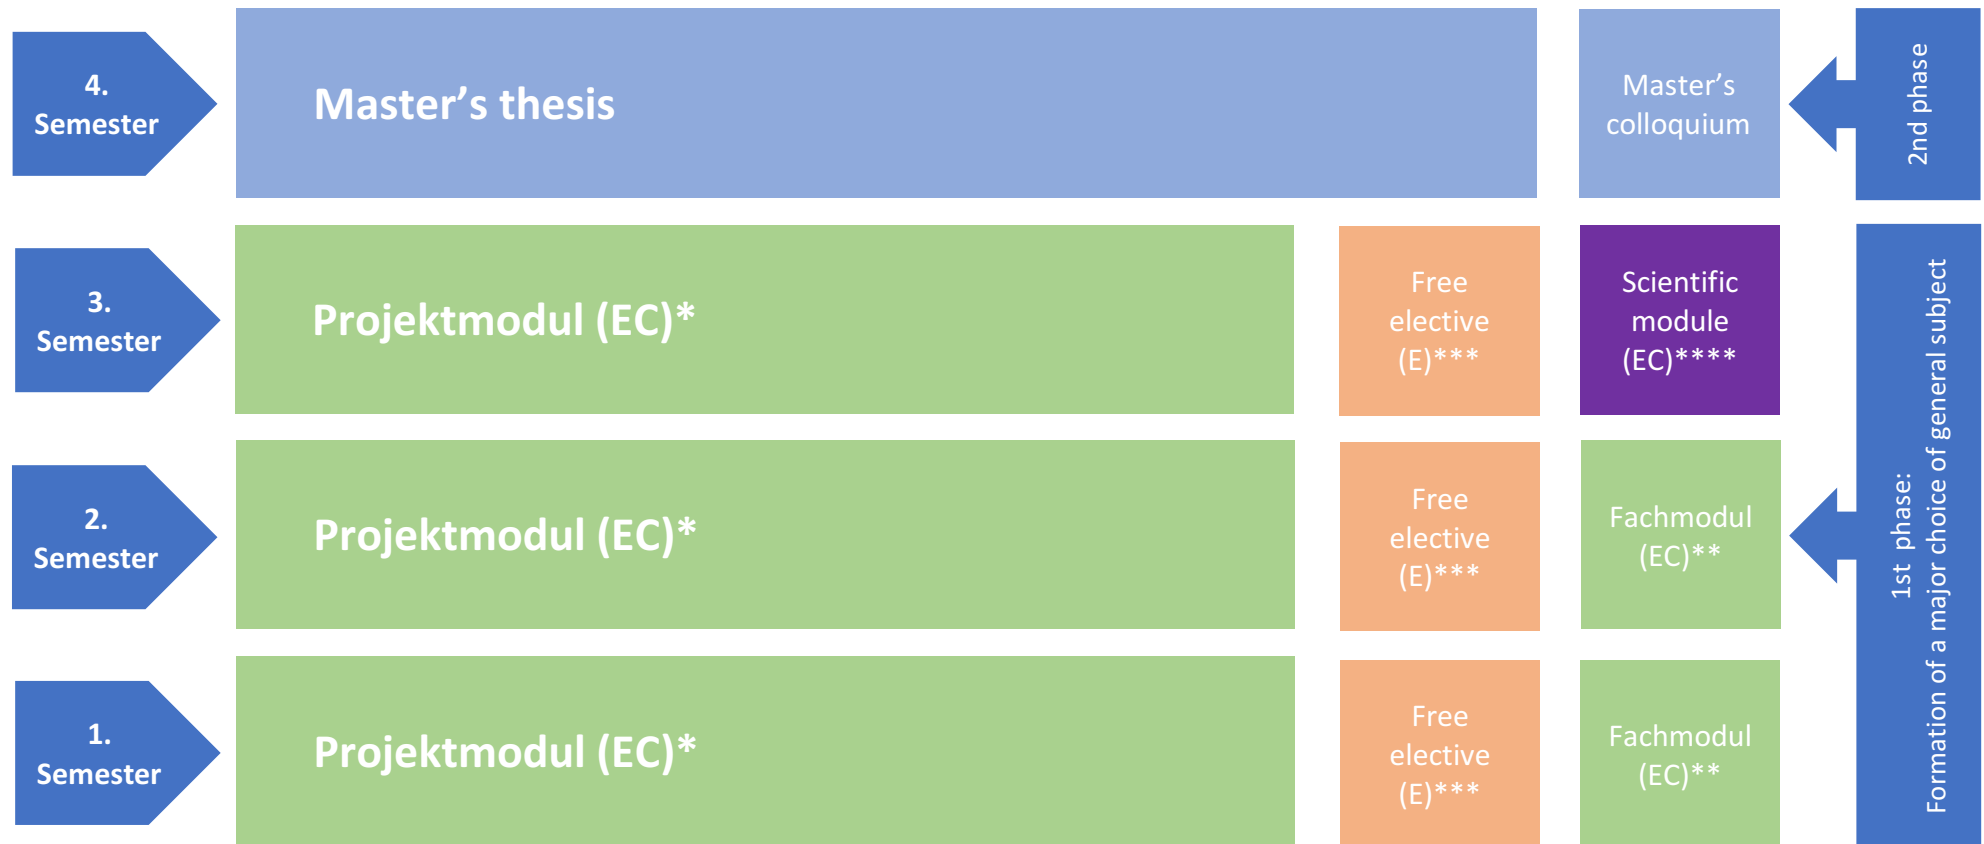 4.
Semester
Master’s thesis
Master’s
colloquium
2nd phase
3.
Semester
Projektmodul (EC)*
Free
elective
(E)***
Scientific
module
(EC)****
2.
Semester
Projektmodul (EC)*
Free
elective
(E)***
Fachmodul
(EC)**
1st phase:
Formation of a major choice of general subject
1.
Semester
Projektmodul (EC)*
Free
elective
(E)***
Fachmodul
(EC)**